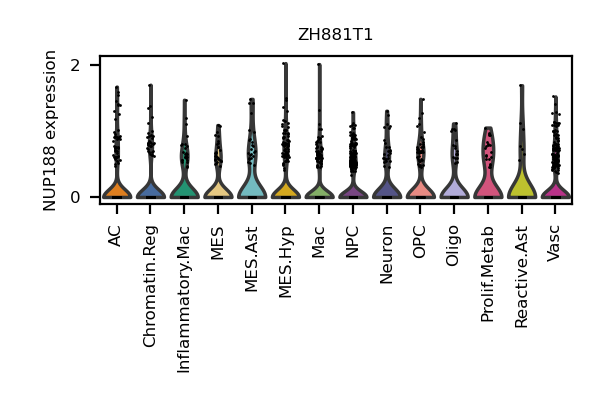 ZH881T1
NUP188 expression
2
0
AC
Chromatin.Reg
Inflammatory.Mac
MES
MES.Ast
MES.Hyp
Mac
NPC
Neuron
OPC
Oligo
Prolif.Metab
Reactive.Ast
Vasc